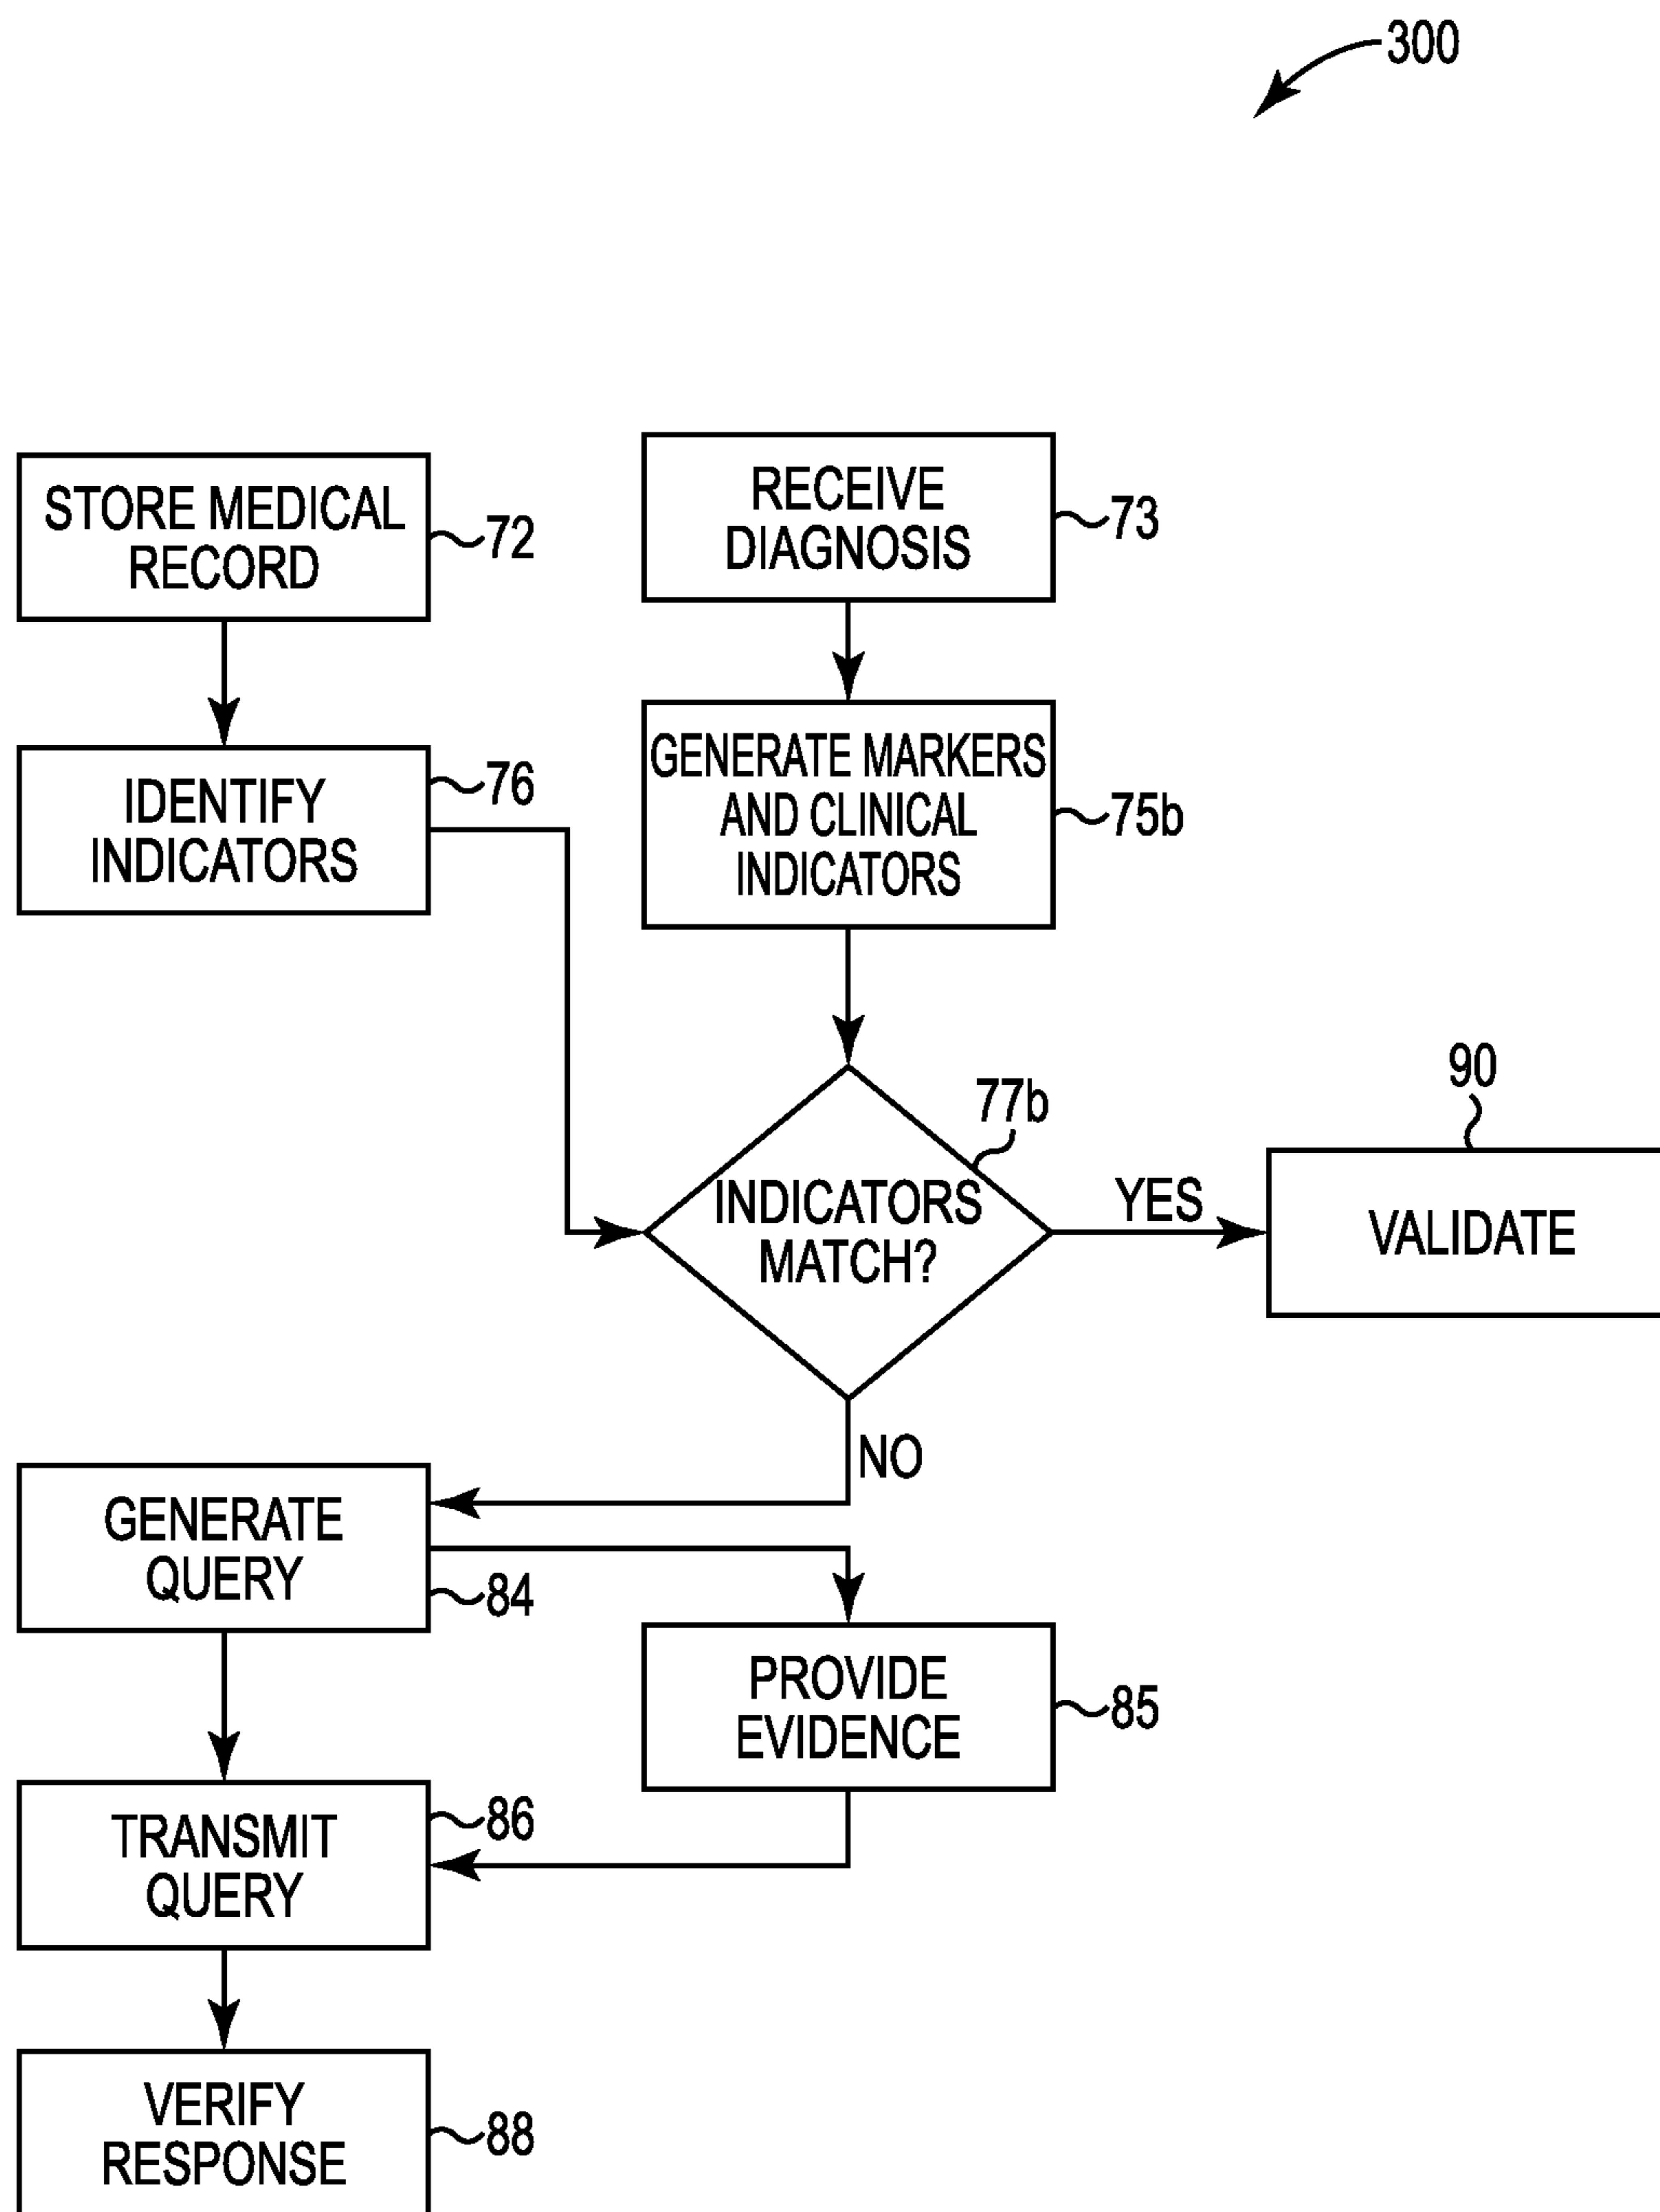 300
STORE MEDICAL
RECORD
72
RECEIVE
DIAGNOSIS
73
IDENTIFY
INDICATORS
76
GENERATE MARKERS
AND CLINICAL
INDICATORS
75b
77b
INDICATORS
MATCH?
YES
90
VALIDATE
NO
GENERATE
QUERY
84
PROVIDE
EVIDENCE
85
TRANSMIT
QUERY
86
VERIFY
RESPONSE
88